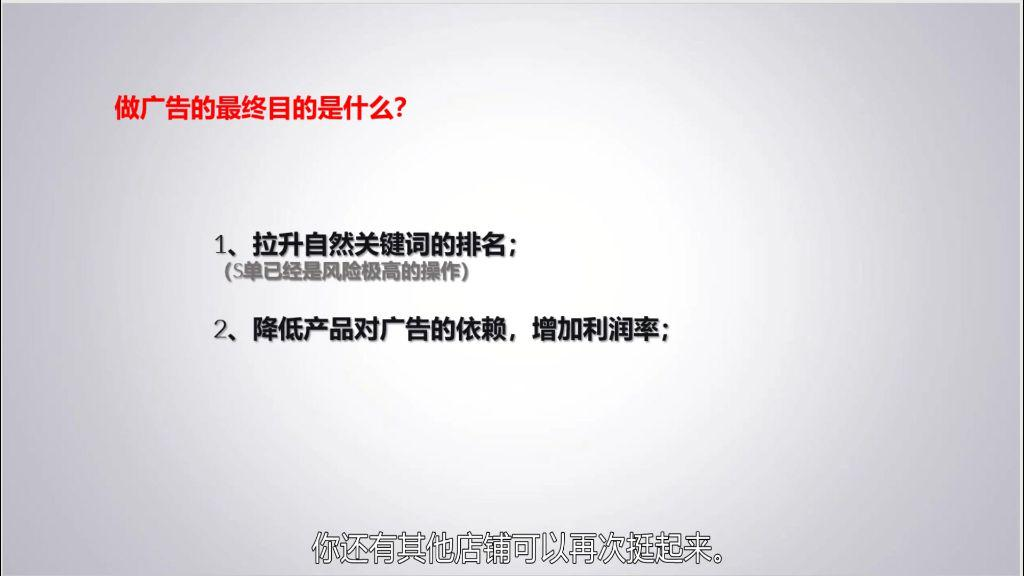 做广告的最终目的是什么?
1、拉升自然关键词的排名；
（S单已经是风险极高的操作）
2、降低产品对广告的依赖，增加利润率；
你还有其他店铺可以再次挺起来。